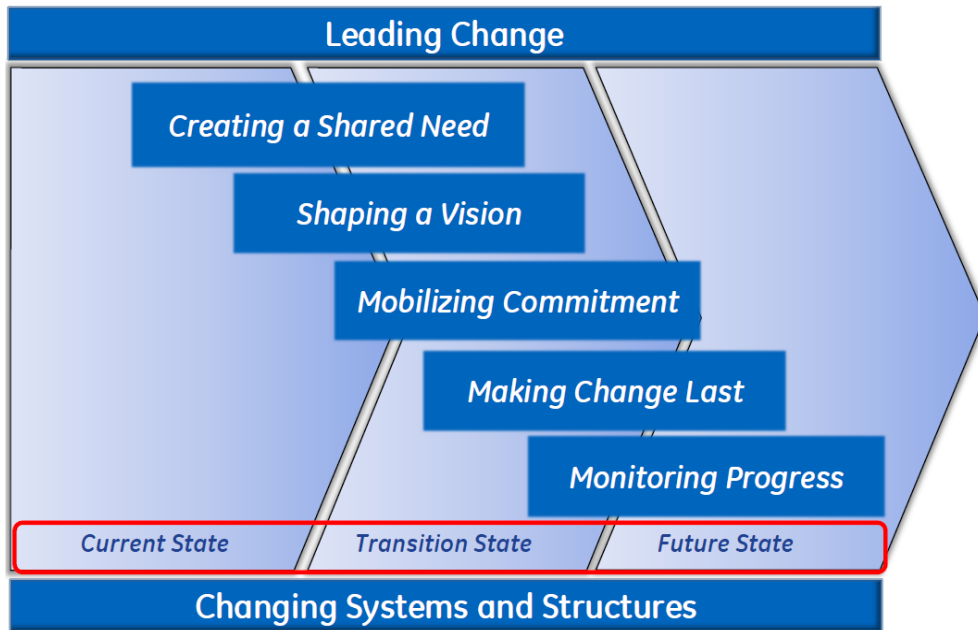 Leading Change
Creating a Shared Need
Shaping a Vision
Mobilizing Commitment
Making Change Last
Monitoring Progress
Current State
Transition State
Future State
Changing Systems and Structures